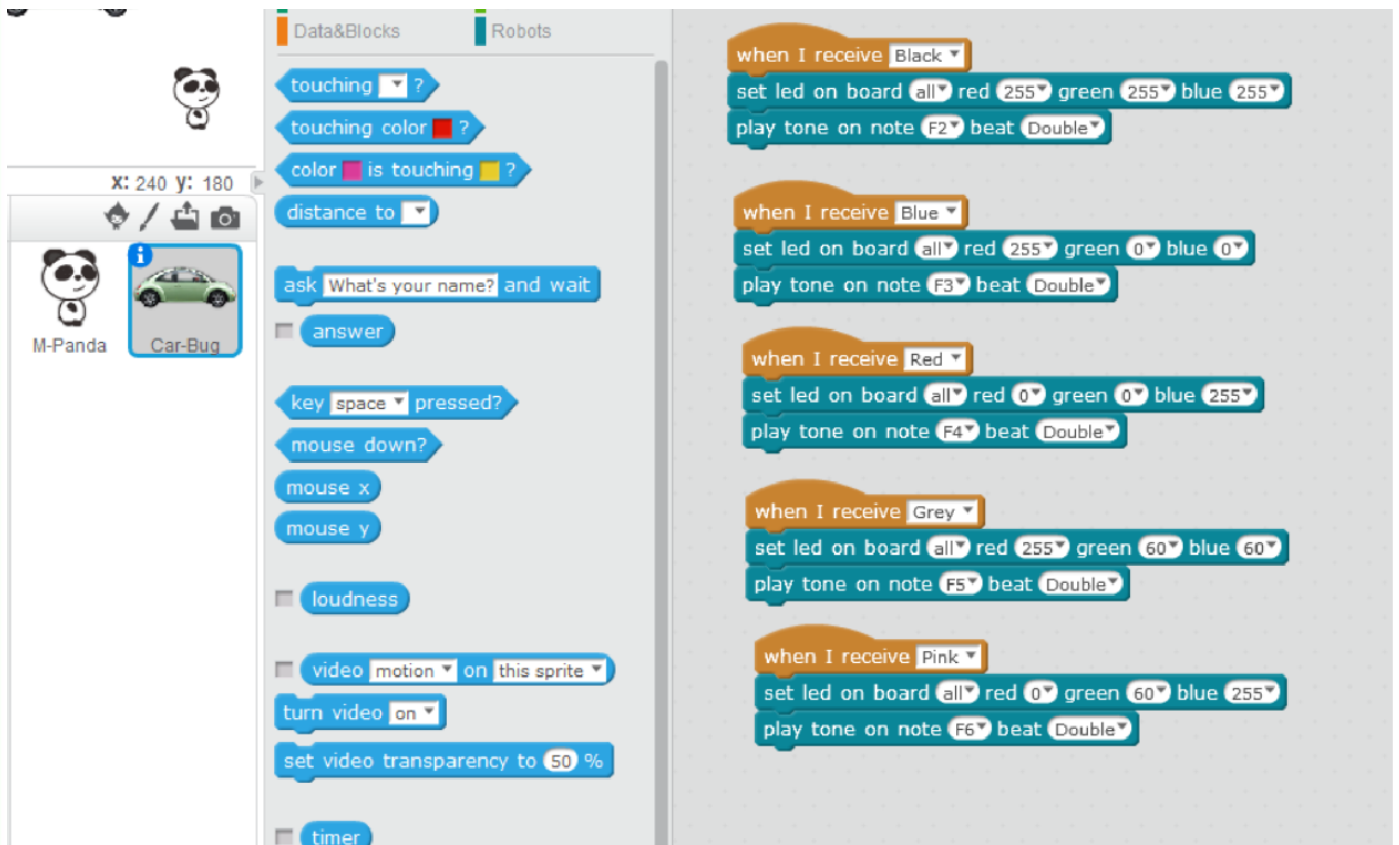 Data&Blocks
Robots
touching ?
touching color ?
color is touching ?
distance to
ask What's your name? and wait
answer
key space pressed?
mouse down?
mouse x
mouse y
loudness
video motion on this sprite
turn video on
set video transparency to 50 %
timer
x: 240 y: 180
i
M-Panda
Car-Bug
when I receive Black
set led on board all red 255 green 255 blue 255
play tone on note F2 beat Double
when I receive Blue
set led on board all red 255 green 0 blue 0
play tone on note F3 beat Double
when I receive Red
set led on board all red 0 green 0 blue 255
play tone on note F4 beat Double
when I receive Grey
set led on board all red 255 green 60 blue 60
play tone on note F5 beat Double
when I receive Pink
set led on board all red 0 green 60 blue 255
play tone on note F6 beat Double